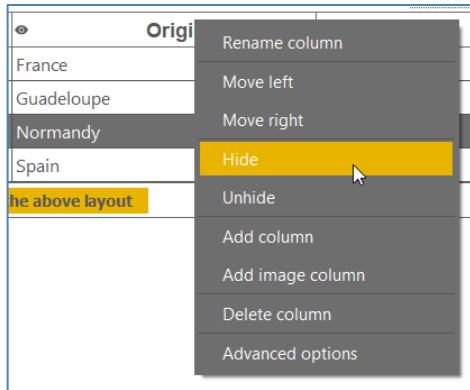 Origi
Rename column
France
Move left
Guadeloupe
Move right
Normandy
Hide
Spain
Unhide
he above layout
Add column
Add image column
Delete column
Advanced options